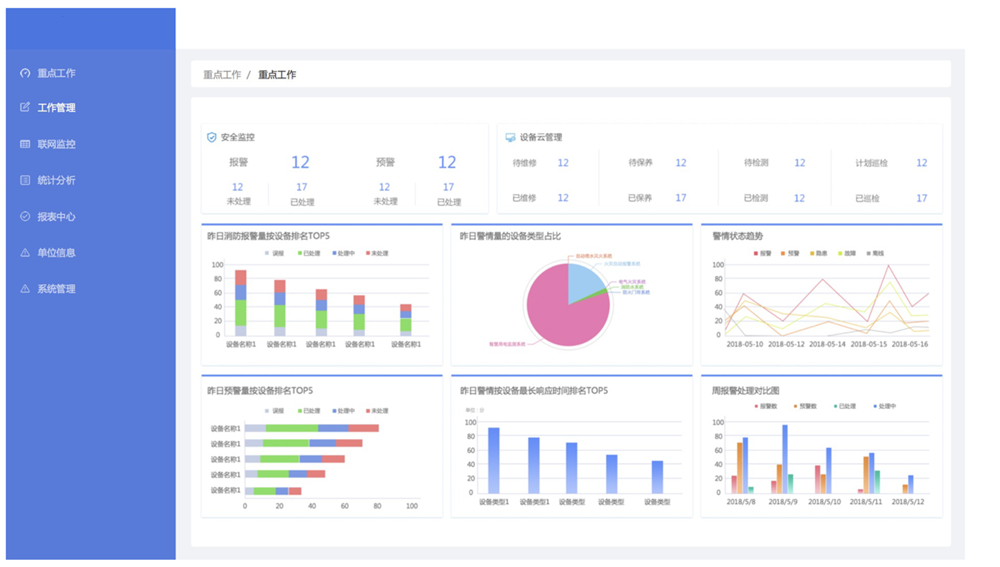 重点工作
工作管理
联网监控
统计分析
报表中心
单位信息
系统管理
重点工作 / 重点工作
安全监控
报警 12 预警 12
12 17 12 17
未处理 已处理 未处理 已处理
设备云管理
待维修 12 待保养 12 待检测 12 计划巡检 12
已维修 12 已保养 17 已检测 12 已巡检 17
昨日消防报警量按设备排名TOP5
误报 已处理 处理中 未处理
100
80
60
40
20
0
设备名称1 设备名称1 设备名称1 设备名称1 设备名称1
昨日警情量的设备类型占比
自动喷水灭火系统
火灾自动报警系统
电气火灾系统
消防水系统
防火门帘系统
智慧用电监测系统
警情状态趋势
报警 预警 隐患 故障 离线
100
80
60
40
20
0
2018-05-10 2018-05-12 2018-05-14 2018-05-15 2018-05-16
昨日预警量按设备排名TOP5
误报 已处理 处理中 未处理
设备名称1
设备名称1
设备名称1
设备名称1
设备名称1
0 20 40 60 80 100
昨日警情按设备最长响应时间排名TOP5
单位：分
100
80
60
40
20
0
设备类型1 设备类型1 设备类型 设备类型 设备类型
周报警处理对比图
报警数 预警数 已处理 处理中
100
80
60
40
20
0
2018/5/8 2018/5/9 2018/5/10 2018/5/11 2018/5/12